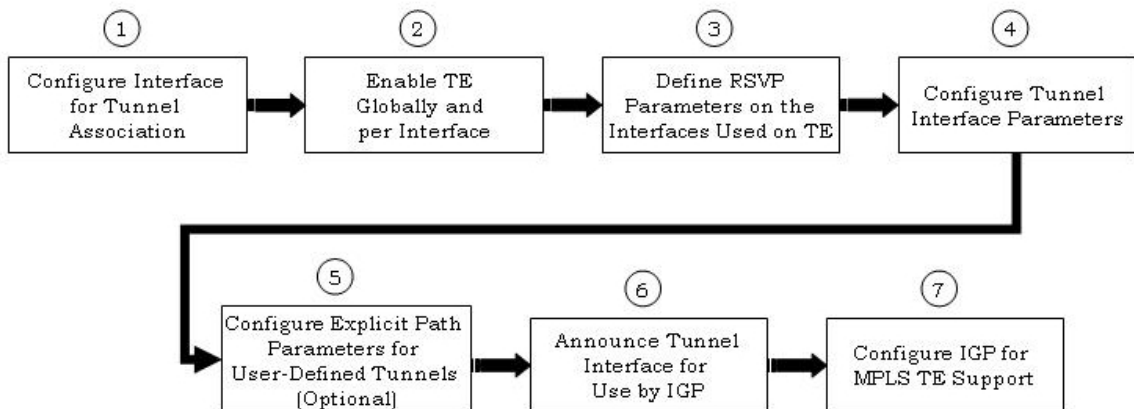 1
Configure Interface
for Tunnel
Association
2
Enable TE
Globally and
per Interface
3
Define RSVP
Parameters on the
Interfaces Used on TE
4
Configure Tunnel
Interface Parameters
5
Configure Explicit Path
Parameters for
User-Defined Tunnels
(Optional)
6
Announce Tunnel
Interface for
Use by IGP
7
Configure IGP for
MPLS TE Support